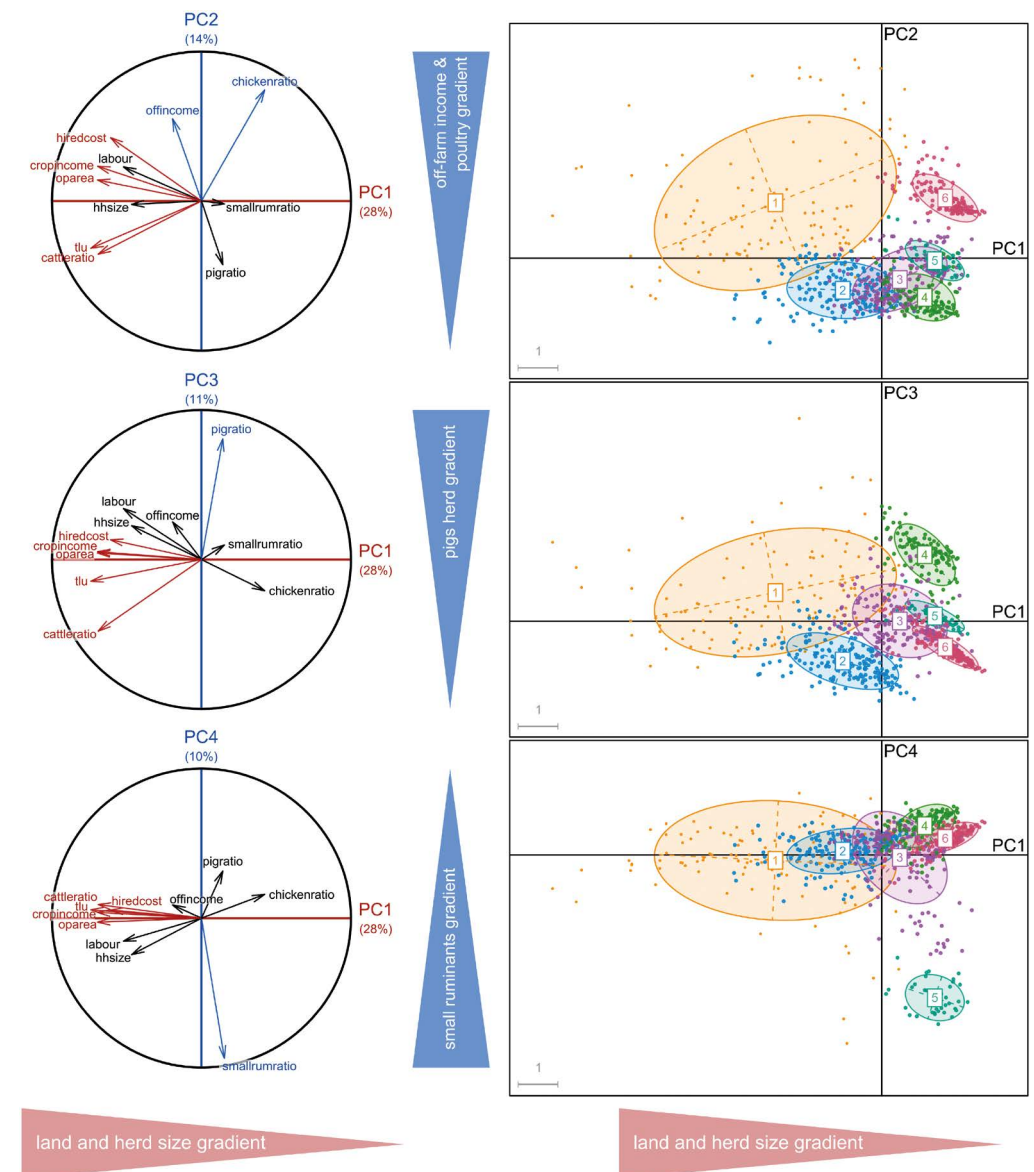 PC2
(14%)
chickenratio
offincome
hiredcost
labour
cropincome
oparea
PC1
(28%)
hhsize
smallrumratio
tlu
cattleratio
pigratio
off-farm income &
poultry gradient
PC2
1
6
PC1
5
3
2
4
1
PC3
(11%)
pigratio
labour
hhsize
offincome
hiredcost
cropincome
oparea
smallrumratio
PC1
(28%)
tlu
chickenratio
cattleratio
pigs herd gradient
PC3
4
1
PC1
5
3
6
2
1
PC4
(10%)
pigratio
cattleratio
tlu
hiredcost
offincome
chickenratio
cropincome
oparea
PC1
(28%)
labour
hhsize
smallrumratio
small ruminants gradient
PC4
4
6
PC1
2
1
3
5
1
land and herd size gradient
land and herd size gradient